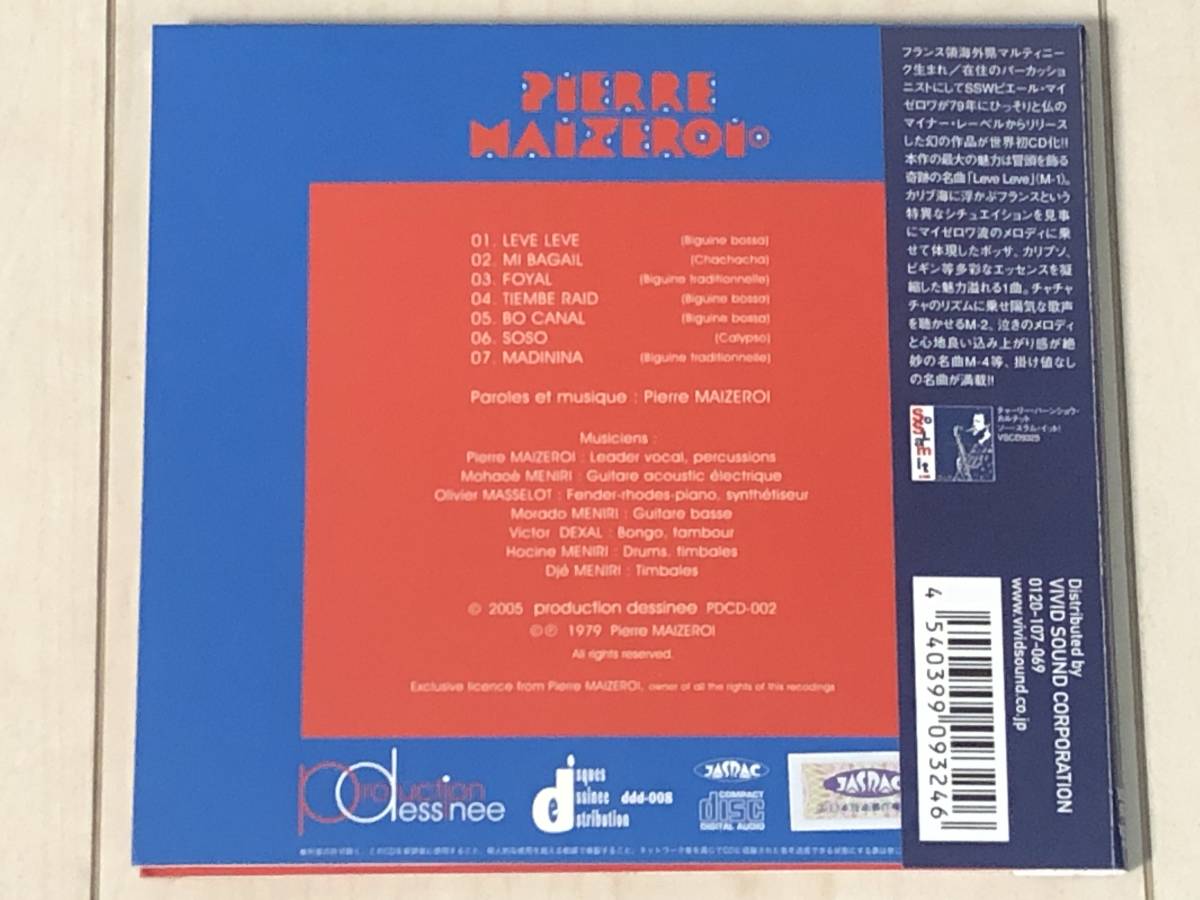 PIERRE
MAIZEROI
01. LEVE LEVE (Biguine bossa)
02. MI BAGAIL (Chachacha)
03. FOYAL (Biguine traditionnelle)
04. TIEMBE RAID (Biguine bossa)
05. BO CANAL (Biguine bossa)
06. SOSO (Calypso)
07. MADININA (Biguine traditionnelle)
Paroles et musique : Pierre MAIZEROI
Musiciens :
Pierre MAIZEROI : Leader vocal, percussions
Mohaoè MENIRI : Guitare acoustic électrique
Olivier MASSELOT : Fender-rhodes-piano, synthétiseur
Morado MENIRI : Guitare basse
Victor DEXAL : Bongo, tambour
Hocine MENIRI : Drums, timbales
Djé MENIRI : Timbales
© 2005 production dessinee PDCD-002
©℗ 1979 Pierre MAIZEROI
All rights reserved.
Exclusive licence from Pierre MAIZEROI, owner of all the rights of this recordings
production
dessinee
disques
dessinee
distribution
ddd-008
JASRAC
COMPACT
disc
DIGITAL AUDIO
JASRAC
フランス領海外県マルティニー
ク生まれ/在住のパーカッショ
ニストにしてSSWピエール・マイ
ゼロワが79年にひっそりと仏の
マイナー・レーベルからリリース
した幻の作品が世界初CD化!!
本作の最大の魅力は冒頭を飾る
奇跡の名曲「Leve Leve」(M-1)。
カリブ海に浮かぶフランスという
特異なシチュエイションを見事
にマイゼロワ流のメロディに乗
せて体現したボッサ、カリプソ、
ビギン等多彩なエッセンスを凝
縮した魅力溢れる1曲。チャチャ
チャのリズムに乗せ陽気な歌声
を聴かせるM-2、泣きのメロディ
と心地良い込み上がり感が絶
妙の名曲M-4等、掛け値なし
の名曲が満載!!
チャーリー・ハーンショウ・
カルテット
ソー・スラム・イット!
VSCD9325
Distributed by
VIVID SOUND CORPORATION
0120-107-069
www.vividsound.co.jp
4 540399 093246